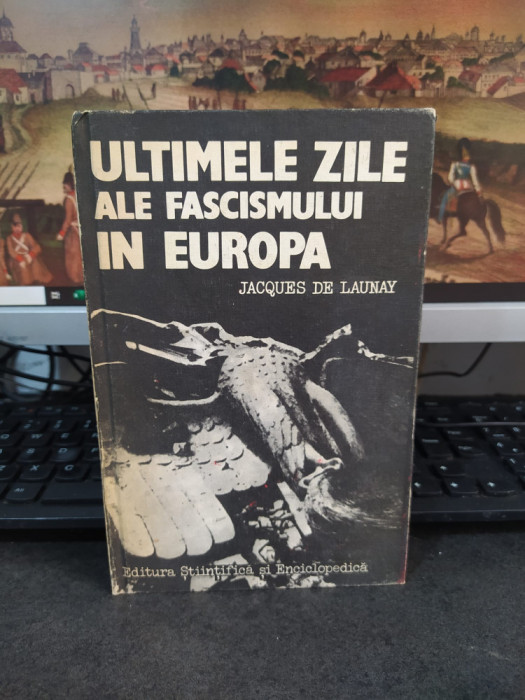 ULTIMELE ZILE
ALE FASCISMULUI
IN EUROPA
JACQUES DE LAUNAY
Editura Ştiinţifică şi Enciclopedică